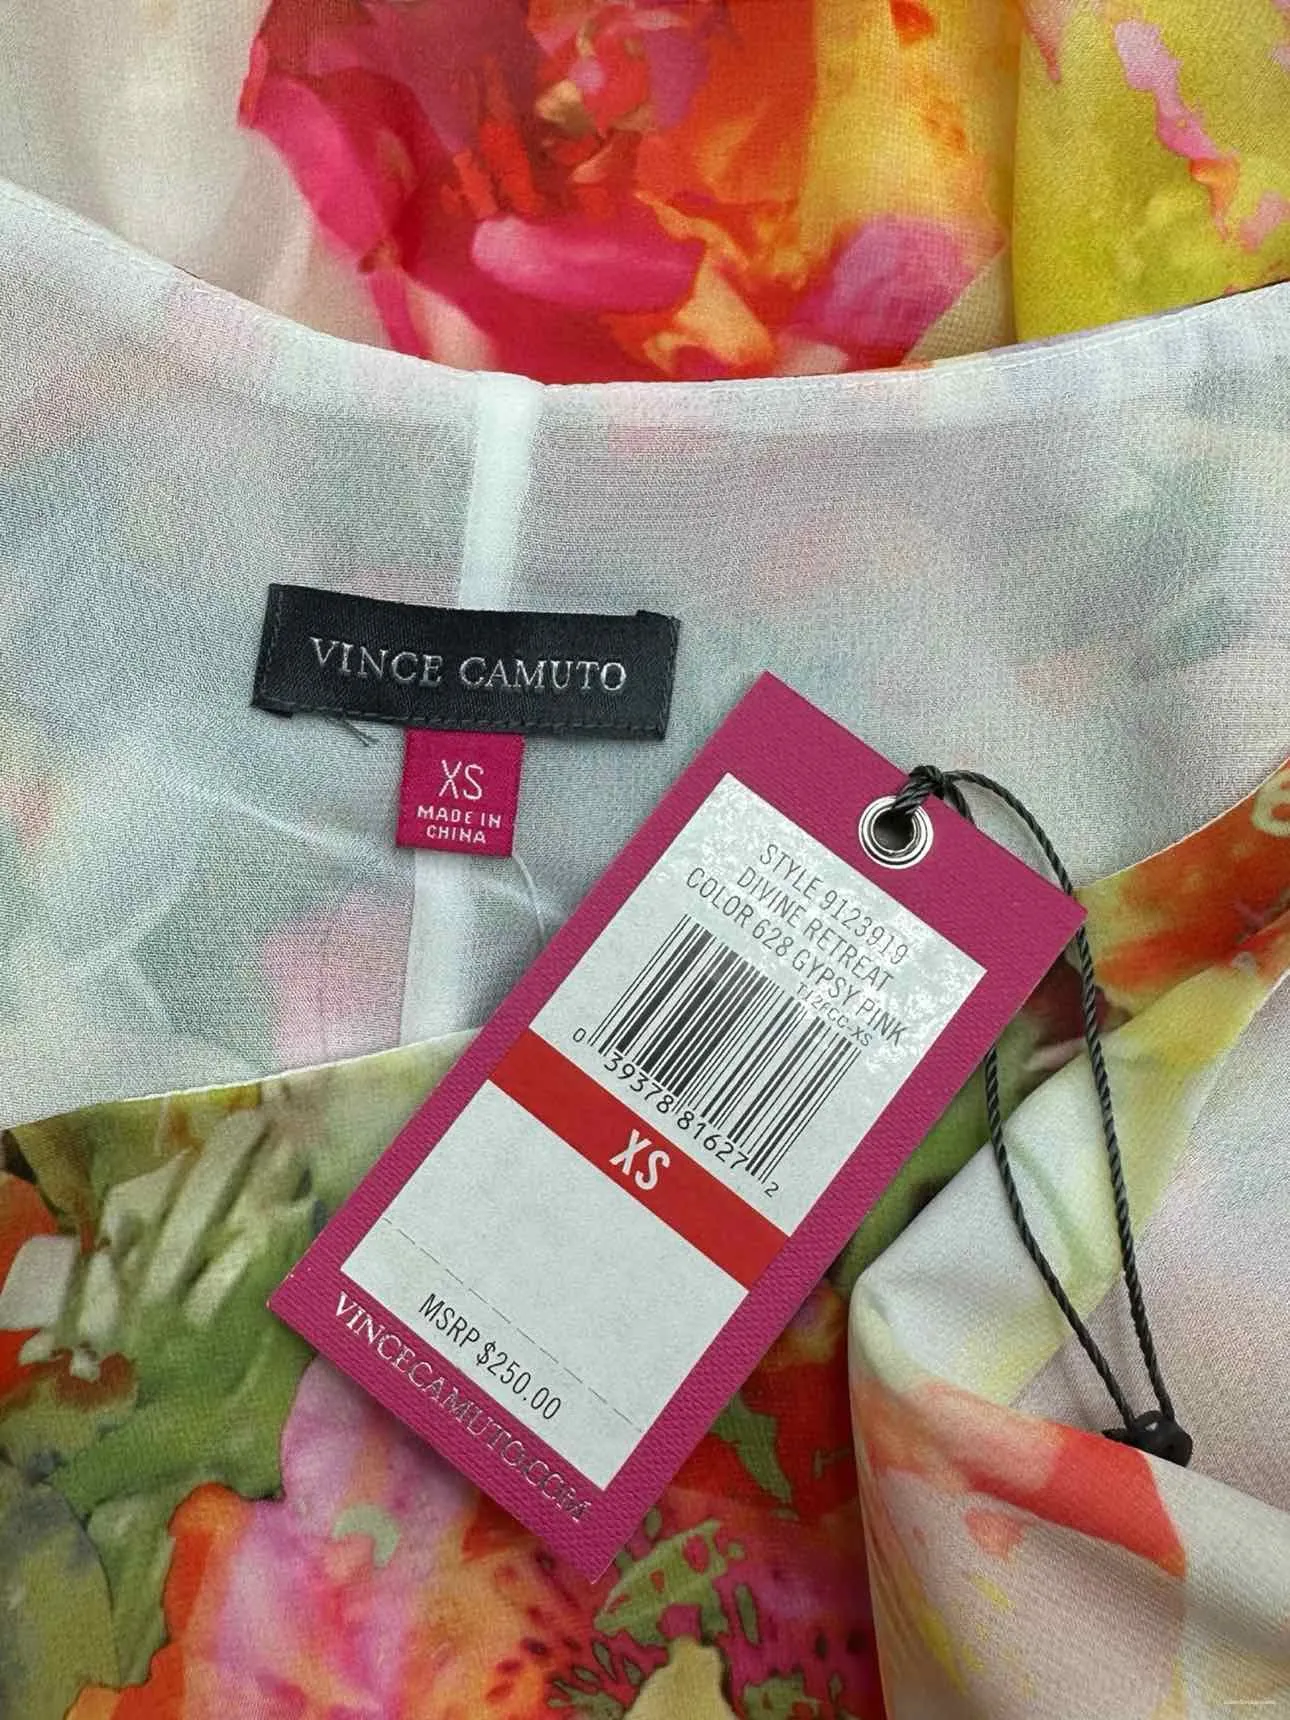 VINCE CAMUTO
XS
MADE IN
CHINA
STYLE 9123919
DIVINE RETREAT
COLOR 628 GYPSY PINK
0 39378 81627 2
XS
MSRP $250.00
VINCECAMUTO.COM